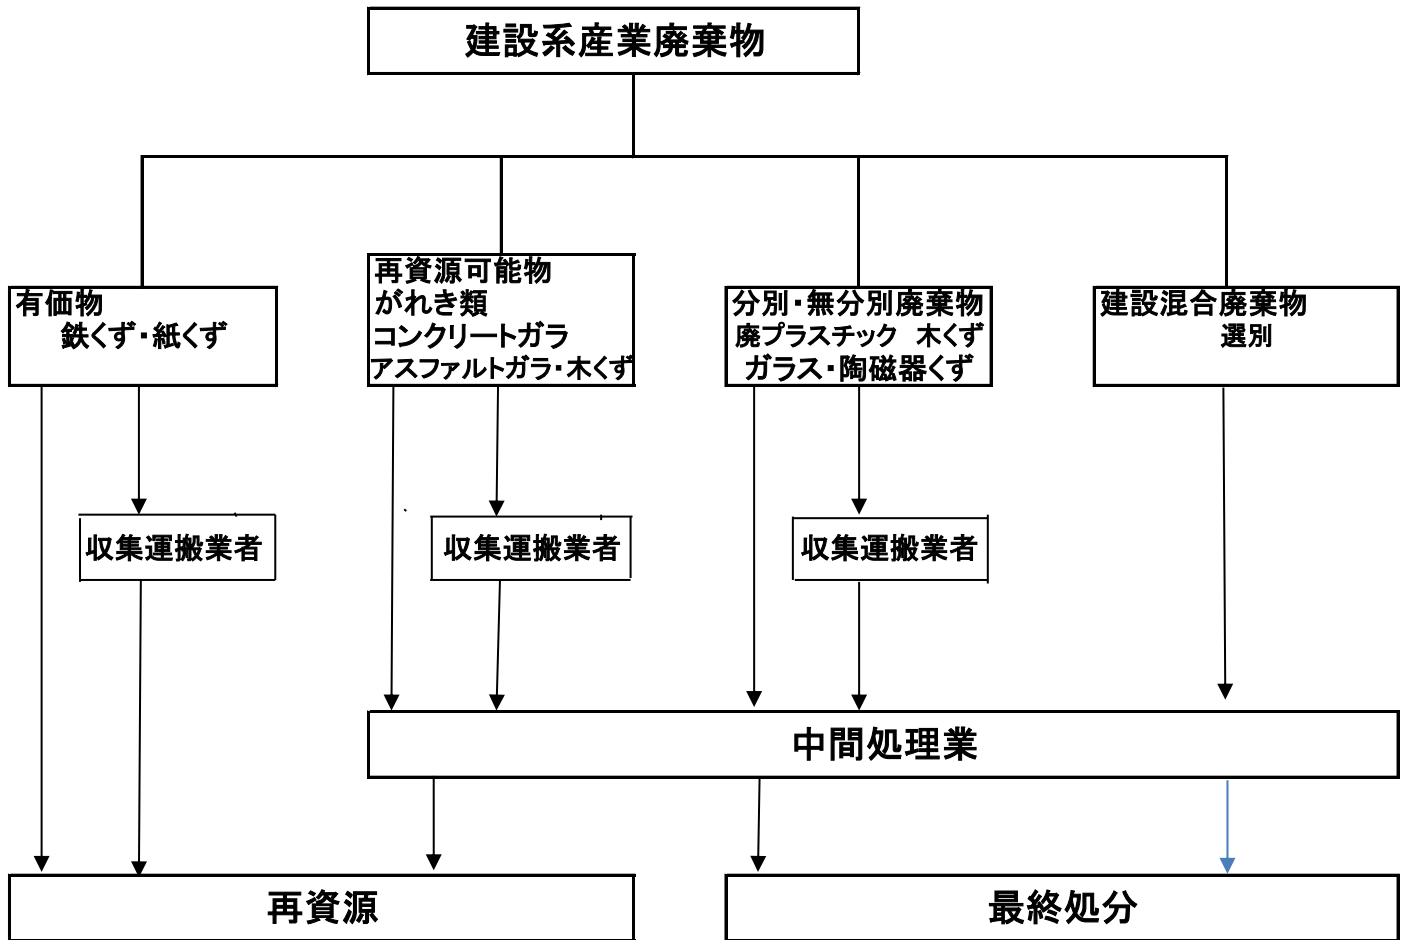 建設系産業廃棄物
有価物
鉄くず・紙くず
再資源可能物
がれき類
コンクリートガラ
アスファルトガラ・木くず
分別・無分別廃棄物
廃プラスチック　木くず
ガラス・陶磁器くず
建設混合廃棄物
選別
収集運搬業者
収集運搬業者
収集運搬業者
中間処理業
再資源
最終処分